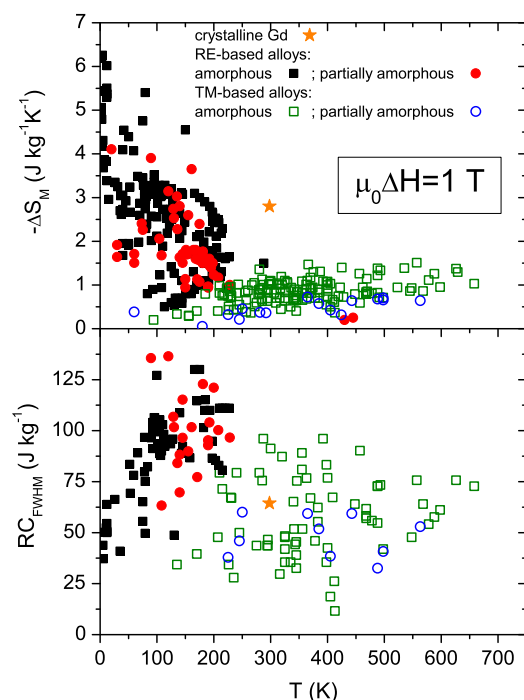 crystalline Gd
RE-based alloys:
amorphous ; partially amorphous
TM-based alloys:
amorphous ; partially amorphous
μ₀ΔH=1 T
-ΔS_M (J kg⁻¹K⁻¹)
7
6
5
4
3
2
1
0
RC_FWHM (J kg⁻¹)
125
100
75
50
25
0
0 100 200 300 400 500 600 700
T (K)